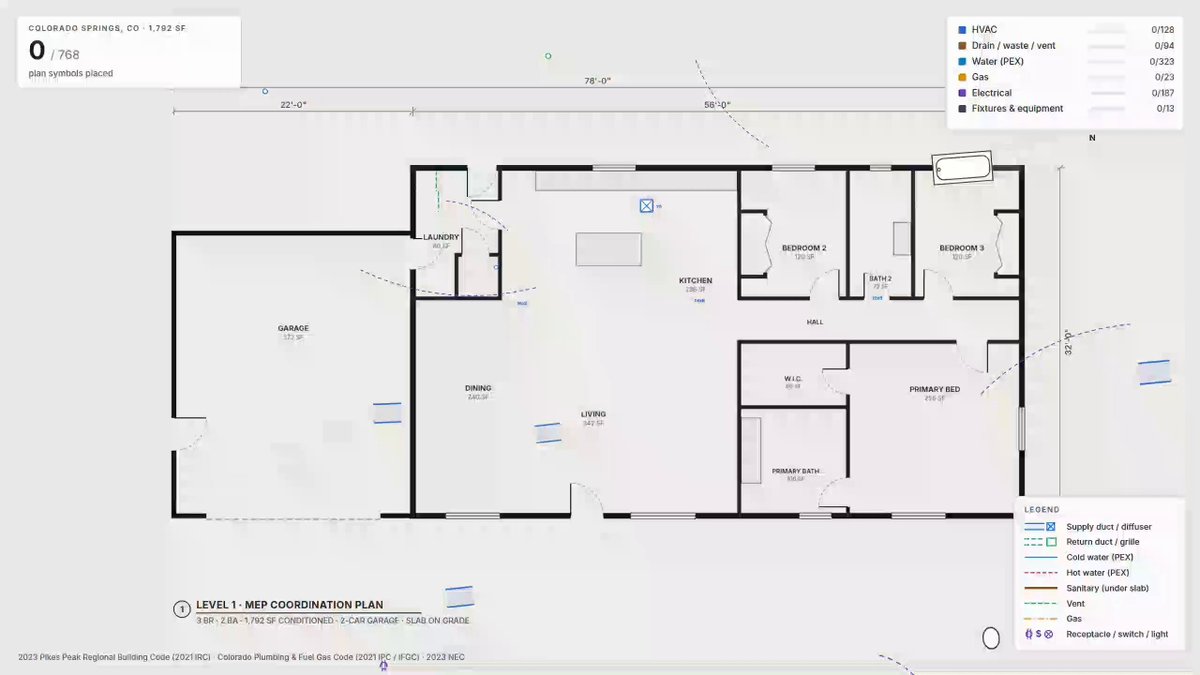 COLORADO SPRINGS, CO · 1,792 SF
0 / 768
plan symbols placed
HVAC 0/128
Drain / waste / vent 0/94
Water (PEX) 0/323
Gas 0/23
Electrical 0/187
Fixtures & equipment 0/13
N
78'-0"
22'-0"
56'-0"
32'-0"
LAUNDRY
KITCHEN
BEDROOM 2
120 SF
BATH 2
BEDROOM 3
120 SF
HALL
GARAGE
DINING
240 SF
LIVING
W.I.C.
PRIMARY BED
PRIMARY BATH
LEGEND
Supply duct / diffuser
Return duct / grille
Cold water (PEX)
Hot water (PEX)
Sanitary (under slab)
Vent
Gas
S Receptacle / switch / light
1 LEVEL 1 · MEP COORDINATION PLAN
3 BR · 2 BA · 1,792 SF CONDITIONED · 2-CAR GARAGE · SLAB ON GRADE
2023 Pikes Peak Regional Building Code (2021 IRC) · Colorado Plumbing & Fuel Gas Code (2021 IPC / IFGC) · 2023 NEC